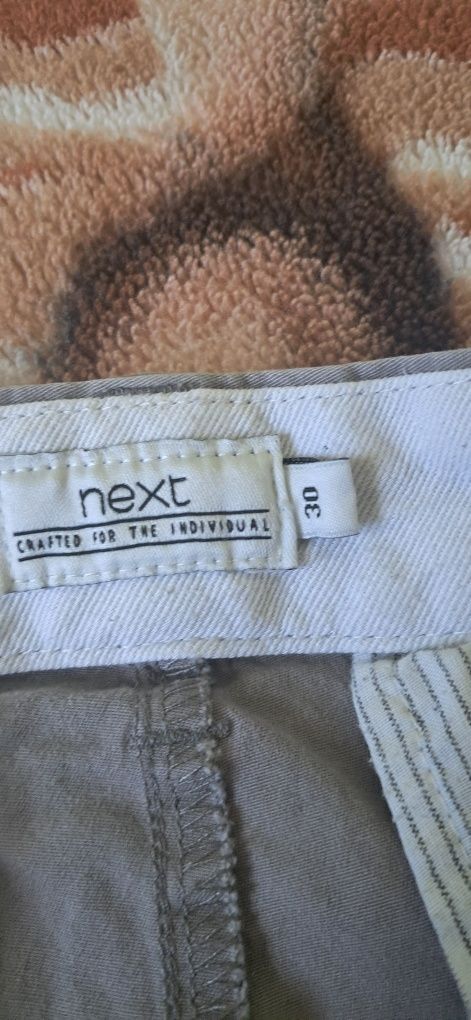 next
CRAFTED FOR THE INDIVIDUAL
30